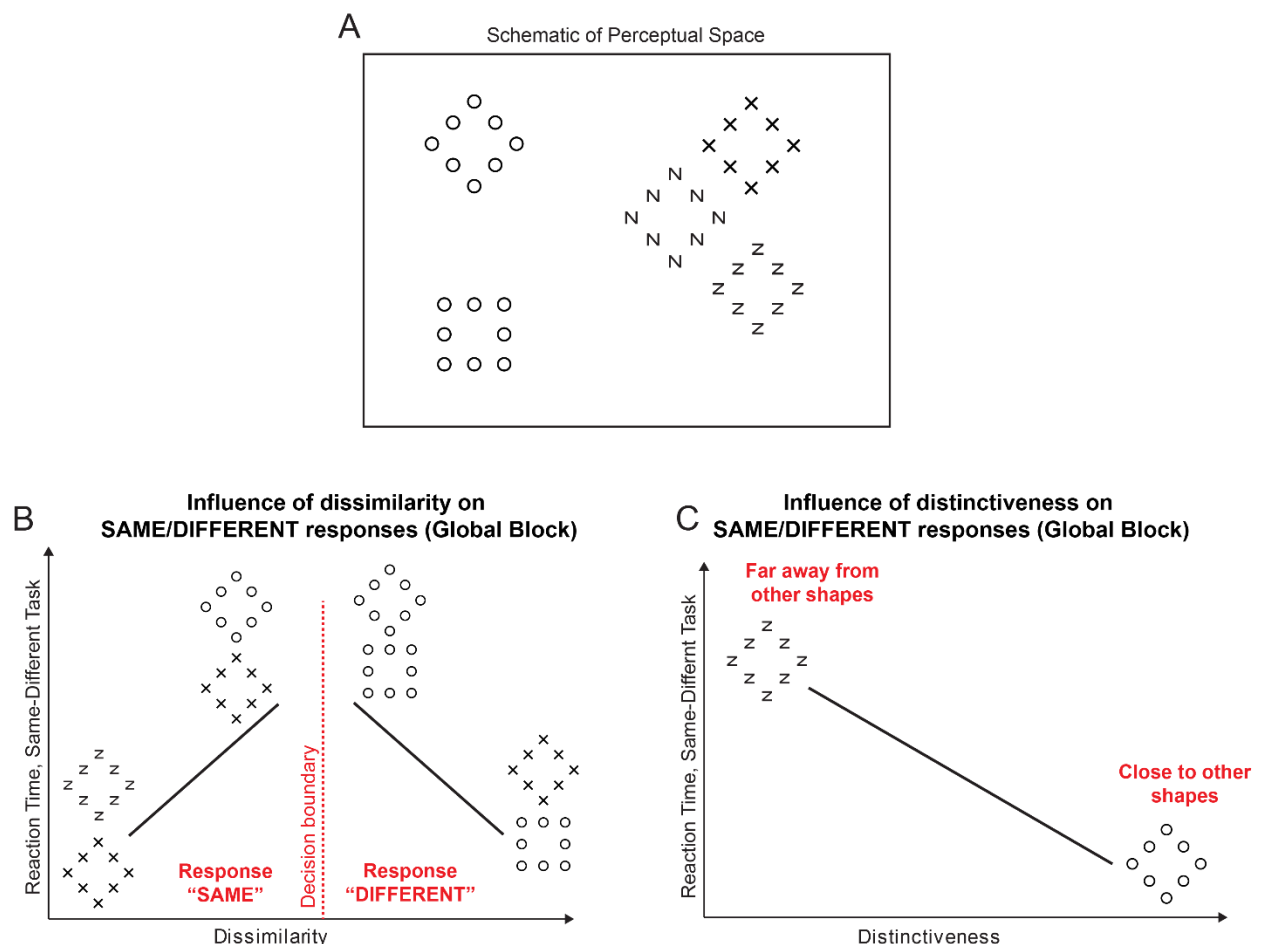 A
Schematic of Perceptual Space
B
Influence of dissimilarity on
SAME/DIFFERENT responses (Global Block)
Reaction Time, Same-Different Task
Decision boundary
Response
“SAME”
Response
“DIFFERENT”
Dissimilarity
C
Influence of distinctiveness on
SAME/DIFFERENT responses (Global Block)
Reaction Time, Same-Differnt Task
Far away from
other shapes
Close to other
shapes
Distinctiveness